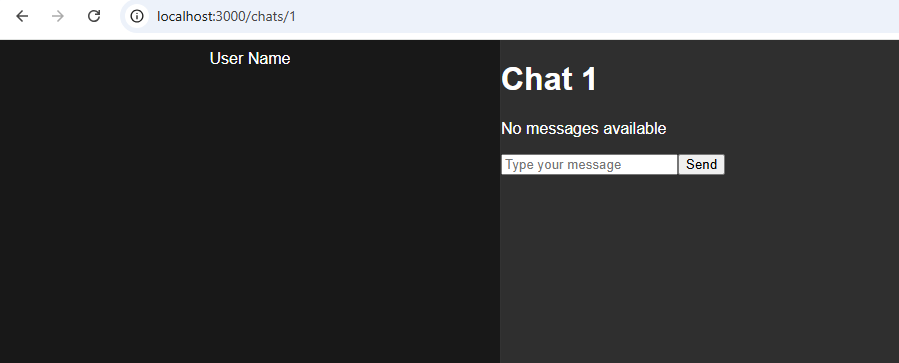 localhost:3000/chats/1
User Name
Chat 1
No messages available
Type your message Send